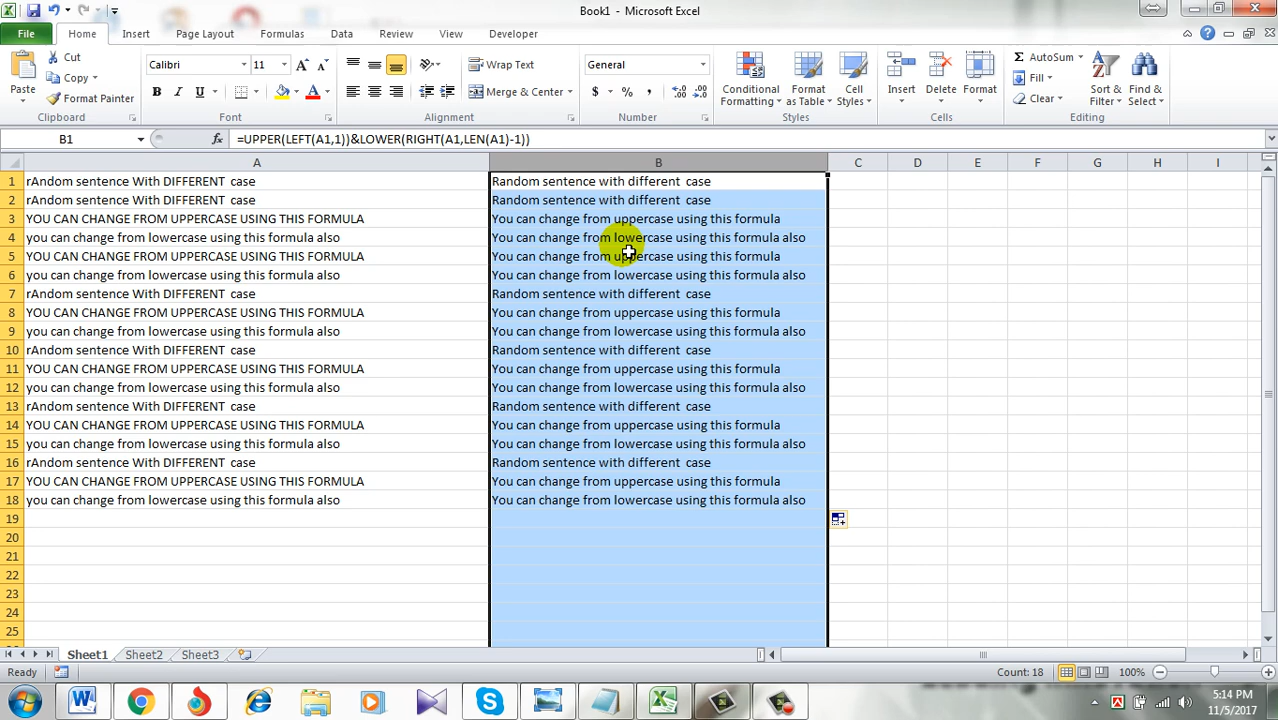 Book1 - Microsoft Excel
File Home Insert Page Layout Formulas Data Review View Developer
Paste
Cut
Copy
Format Painter
Clipboard
Calibri 11
A A
B I U
A
Font
Wrap Text
Merge & Center
Alignment
General
$ % , .0 .00 .00 .0
Number
Conditional Formatting
Format as Table
Cell Styles
Styles
Insert Delete Format
Cells
Σ AutoSum
Fill
Clear
Sort & Filter
Find & Select
Editing
B1 fx =UPPER(LEFT(A1,1))&LOWER(RIGHT(A1,LEN(A1)-1))
A B C D E F G H I
1 rAndom sentence With DIFFERENT  case Random sentence with different  case
2 rAndom sentence With DIFFERENT  case Random sentence with different  case
3 YOU CAN CHANGE FROM UPPERCASE USING THIS FORMULA You can change from uppercase using this formula
4 you can change from lowercase using this formula also You can change from lowercase using this formula also
5 YOU CAN CHANGE FROM UPPERCASE USING THIS FORMULA You can change from uppercase using this formula
6 you can change from lowercase using this formula also You can change from lowercase using this formula also
7 rAndom sentence With DIFFERENT  case Random sentence with different  case
8 YOU CAN CHANGE FROM UPPERCASE USING THIS FORMULA You can change from uppercase using this formula
9 you can change from lowercase using this formula also You can change from lowercase using this formula also
10 rAndom sentence With DIFFERENT  case Random sentence with different  case
11 YOU CAN CHANGE FROM UPPERCASE USING THIS FORMULA You can change from uppercase using this formula
12 you can change from lowercase using this formula also You can change from lowercase using this formula also
13 rAndom sentence With DIFFERENT  case Random sentence with different  case
14 YOU CAN CHANGE FROM UPPERCASE USING THIS FORMULA You can change from uppercase using this formula
15 you can change from lowercase using this formula also You can change from lowercase using this formula also
16 rAndom sentence With DIFFERENT  case Random sentence with different  case
17 YOU CAN CHANGE FROM UPPERCASE USING THIS FORMULA You can change from uppercase using this formula
18 you can change from lowercase using this formula also You can change from lowercase using this formula also
19
20
21
22
23
24
25
Sheet1 Sheet2 Sheet3
Ready Count: 18 100%
5:14 PM
11/5/2017